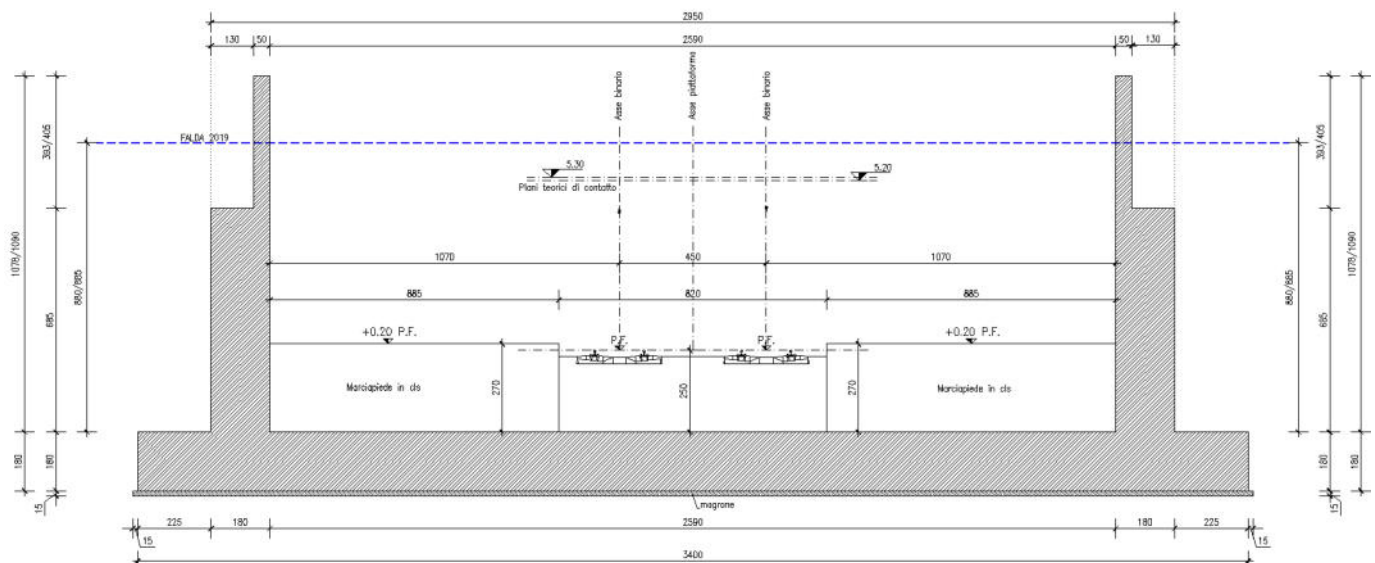 2950
130 50 2590 50 130
Asse binario
Asse piattaforma
Asse binario
FALDA 2019
393/405
393/405
5.30
5.20
Plani teorici di contatto
1078/1090
880/885
685
880/885
685
1078/1090
1070 450 1070
885 820 885
+0.20 P.F.
P.F.
P.F.
+0.20 P.F.
Marciapiede in cls
270
250
270
Marciapiede in cls
180
180
180
180
15
magrone
15
225 180 2590 180 225
15
15
3400